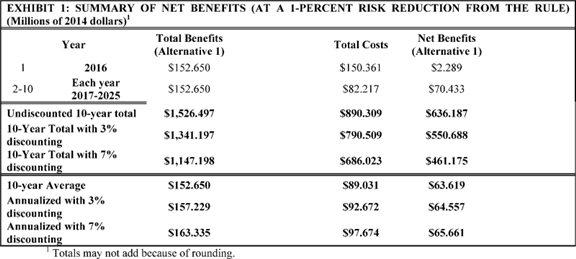 EXHIBIT 1: SUMMARY OF NET BENEFITS (AT A 1-PERCENT RISK REDUCTION FROM THE RULE)
(Millions of 2014 dollars)1
Year Total Benefits (Alternative 1) Total Costs Net Benefits (Alternative 1)
1 2016 $152.650 $150.361 $2.289
2-10 Each year 2017-2025 $152.650 $82.217 $70.433
Undiscounted 10-year total $1,526.497 $890.309 $636.187
10-Year Total with 3% discounting $1,341.197 $790.509 $550.688
10-Year Total with 7% discounting $1,147.198 $686.023 $461.175
10-year Average $152.650 $89.031 $63.619
Annualized with 3% discounting $157.229 $92.672 $64.557
Annualized with 7% discounting $163.335 $97.674 $65.661
1 Totals may not add because of rounding.